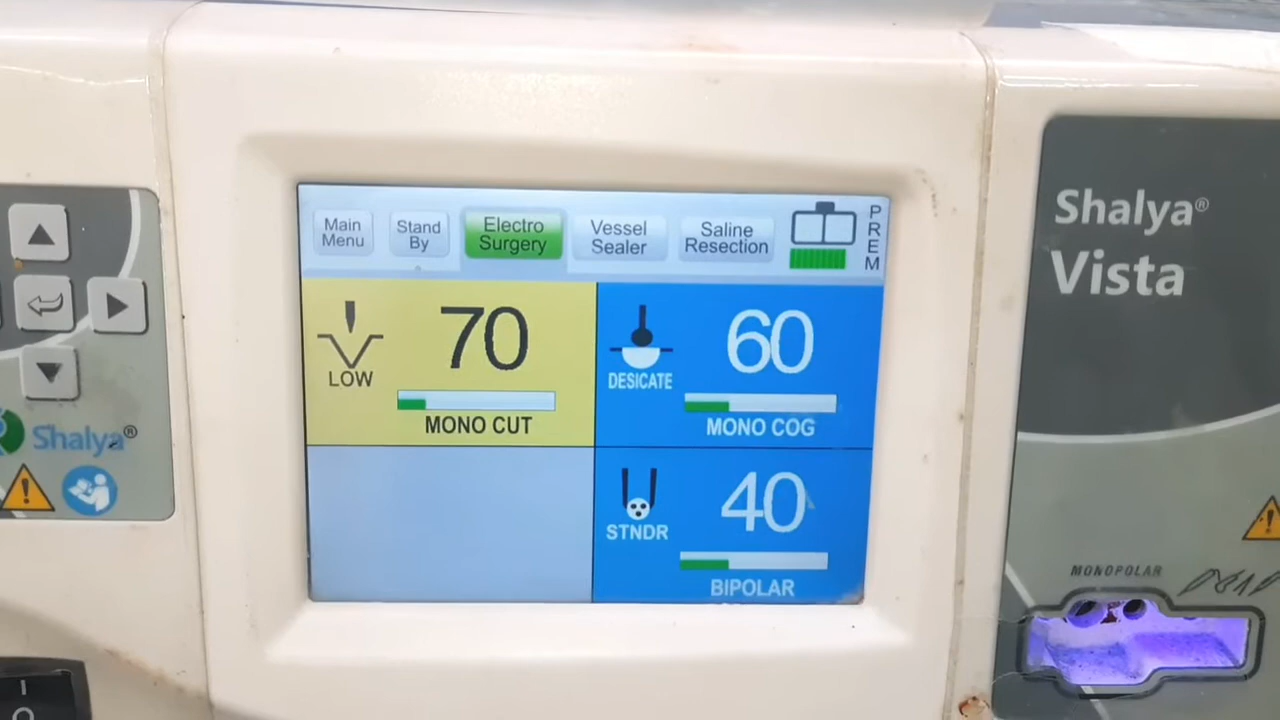 Main
Menu
Stand
By
Electro
Surgery
Vessel
Sealer
Saline
Resection
PREM
LOW
70
MONO CUT
DESICATE
60
MONO COG
STNDR
40
BIPOLAR
Shalya®
Shalya®
Vista
MONOPOLAR